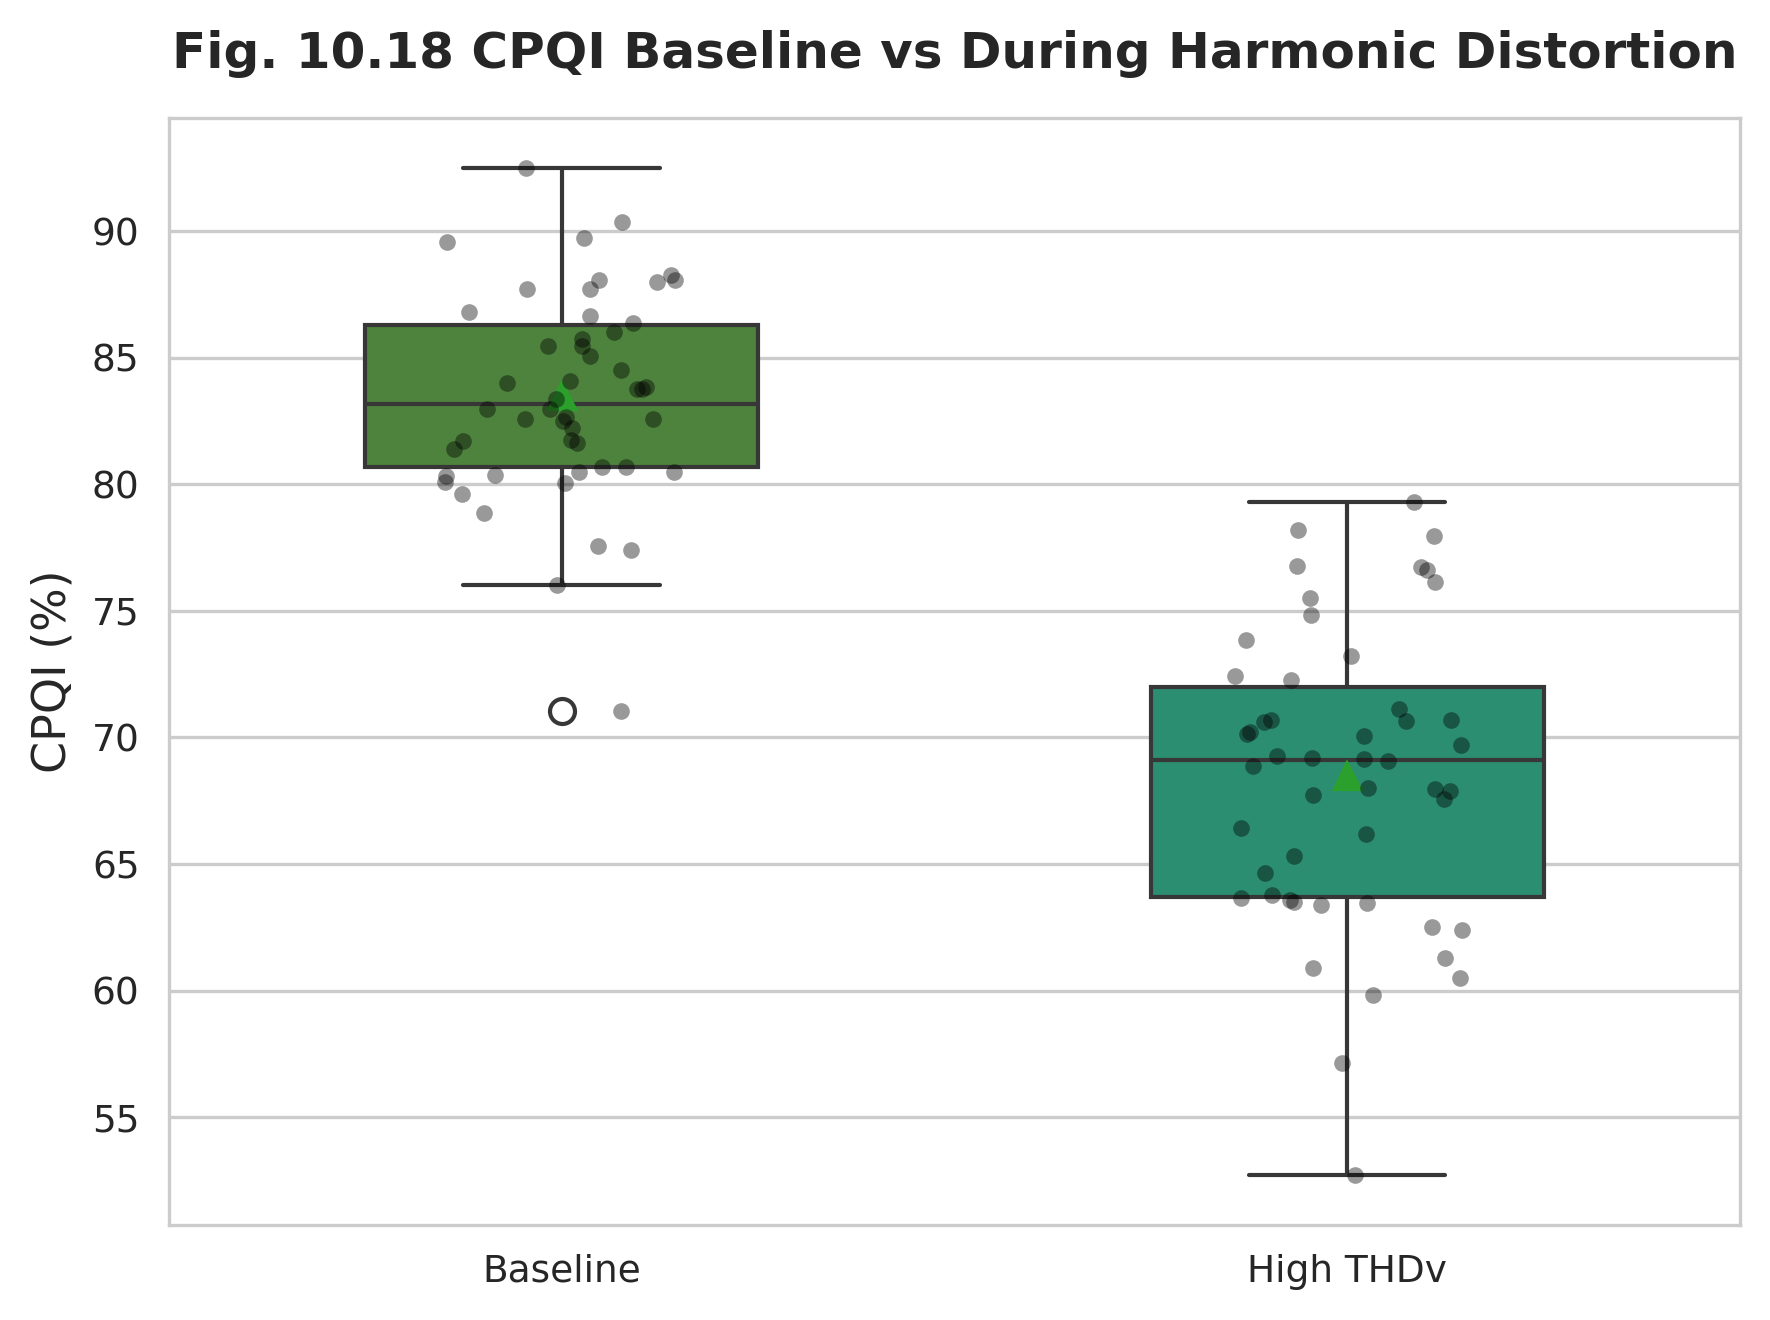 Fig. 10.18 CPQI Baseline vs During Harmonic Distortion
CPQI (%)
90
85
80
75
70
65
60
55
Baseline
High THDv